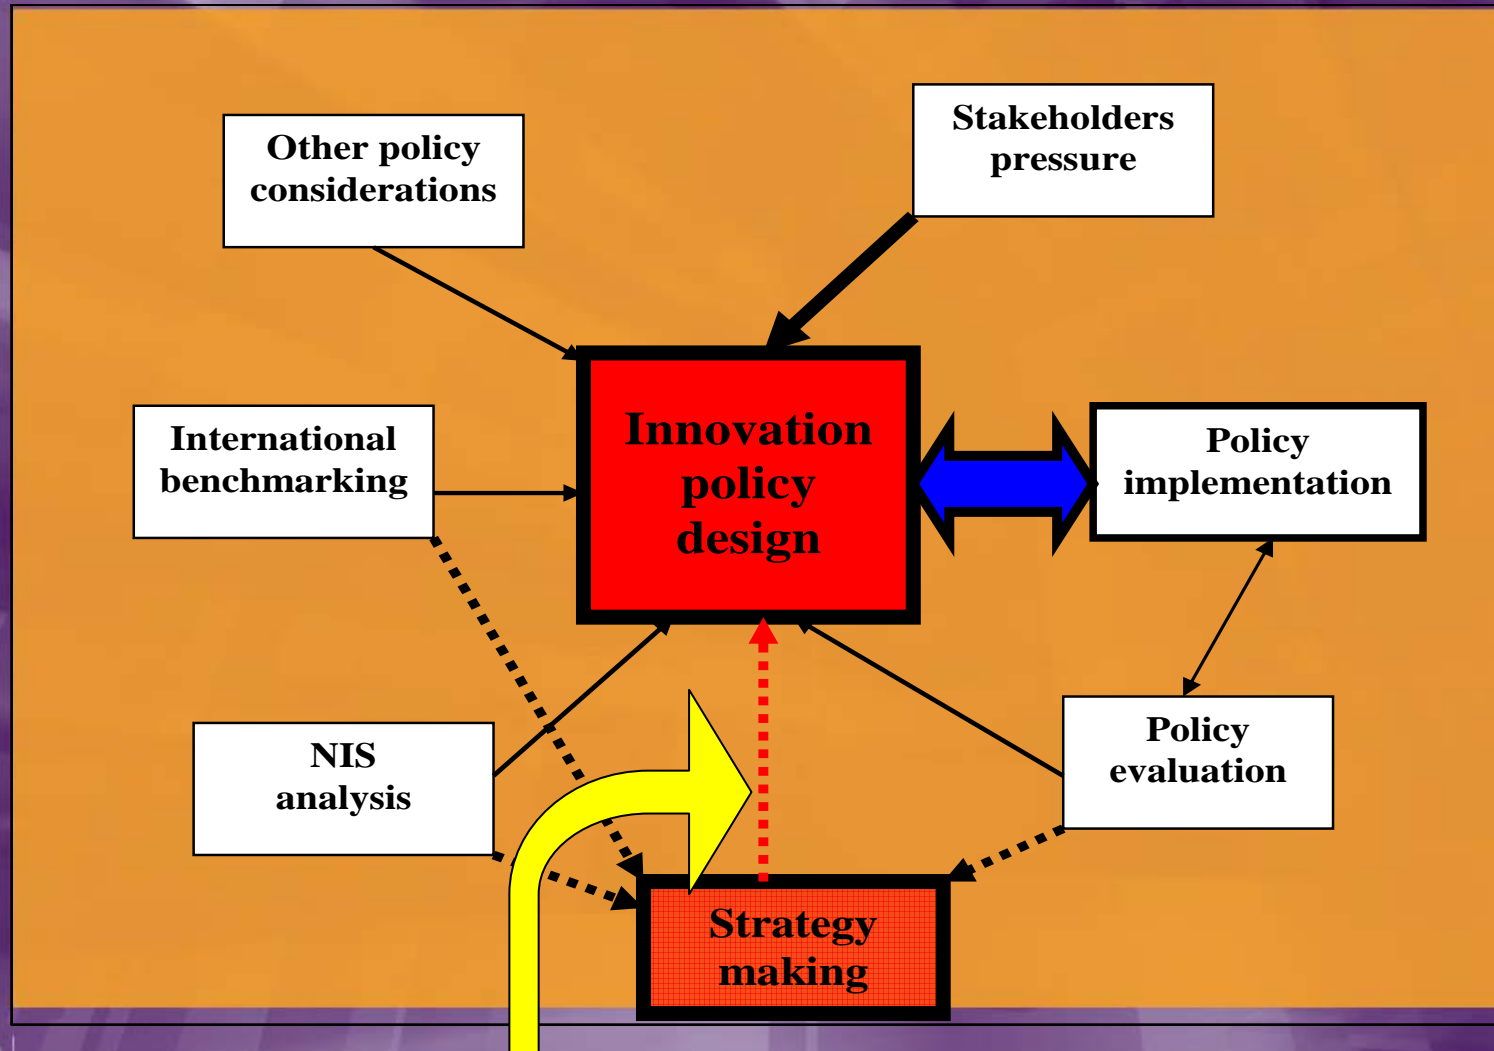 Other policy
considerations
Stakeholders
pressure
International
benchmarking
Innovation
policy
design
Policy
implementation
NIS
analysis
Policy
evaluation
Strategy
making